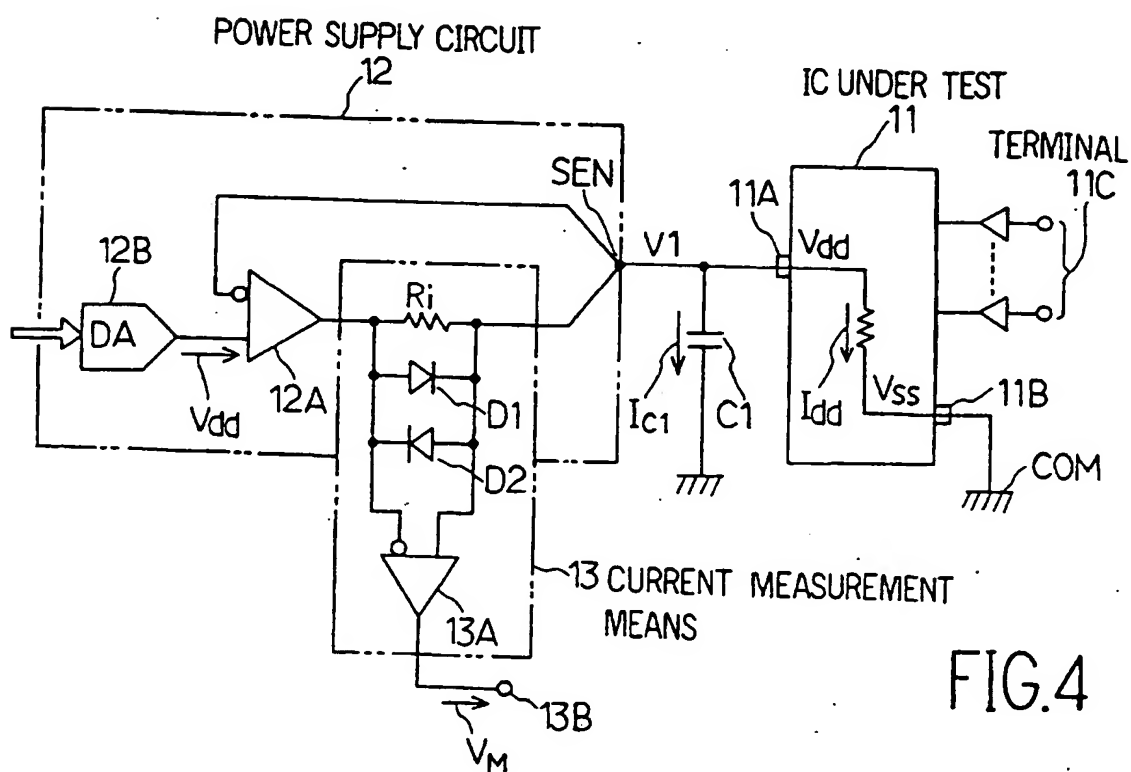 POWER SUPPLY CIRCUIT
12
IC UNDER TEST
11
TERMINAL
11C
SEN
11A
12B
V1
Vdd
DA
Ri
12A
Vdd
D1
D2
IC1
C1
Idd
Vss
11B
COM
13 CURRENT MEASUREMENT
MEANS
13A
13B
VM
FIG.4